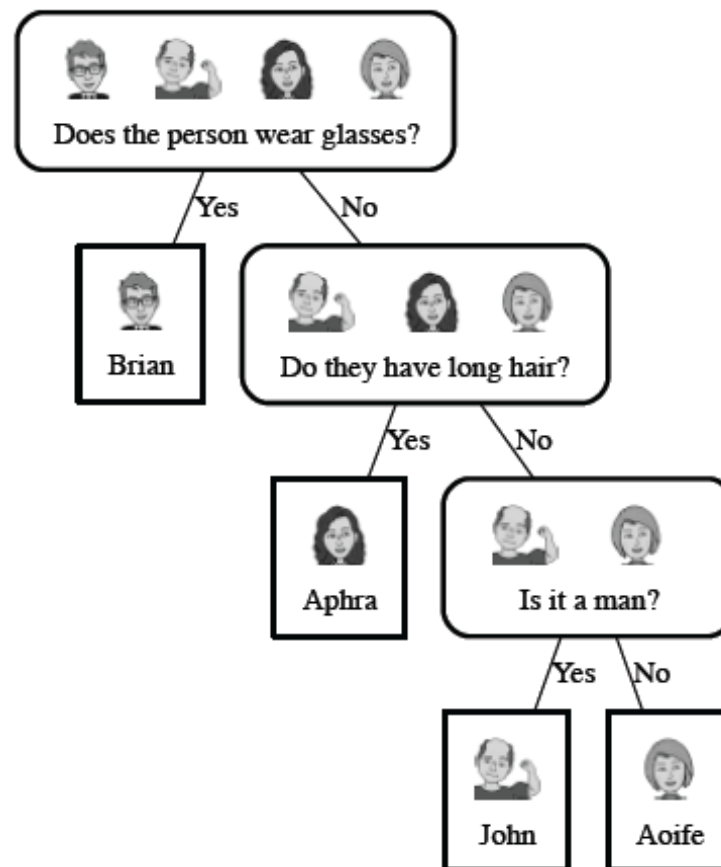 Does the person wear glasses?
Yes
No
Brian
Do they have long hair?
Yes
No
Aphra
Is it a man?
Yes
No
John
Aoife